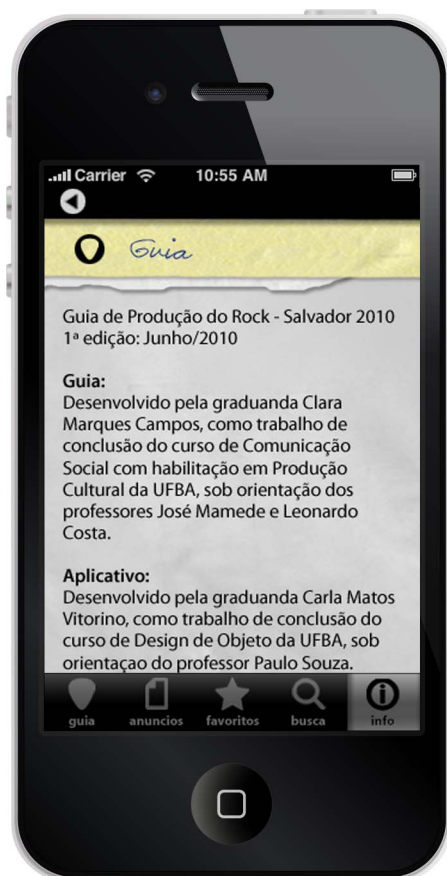 Carrier 10:55 AM
Guia
Guia de Produção do Rock - Salvador 2010
1ª edição: Junho/2010
Guia:
Desenvolvido pela graduanda Clara
Marques Campos, como trabalho de
conclusão do curso de Comunicação
Social com habilitação em Produção
Cultural da UFBA, sob orientação dos
professores José Mamede e Leonardo
Costa.
Aplicativo:
Desenvolvido pela graduanda Carla Matos
Vitorino, como trabalho de conclusão do
curso de Design de Objeto da UFBA, sob
orientaçao do professor Paulo Souza.
guia anuncios favoritos busca info